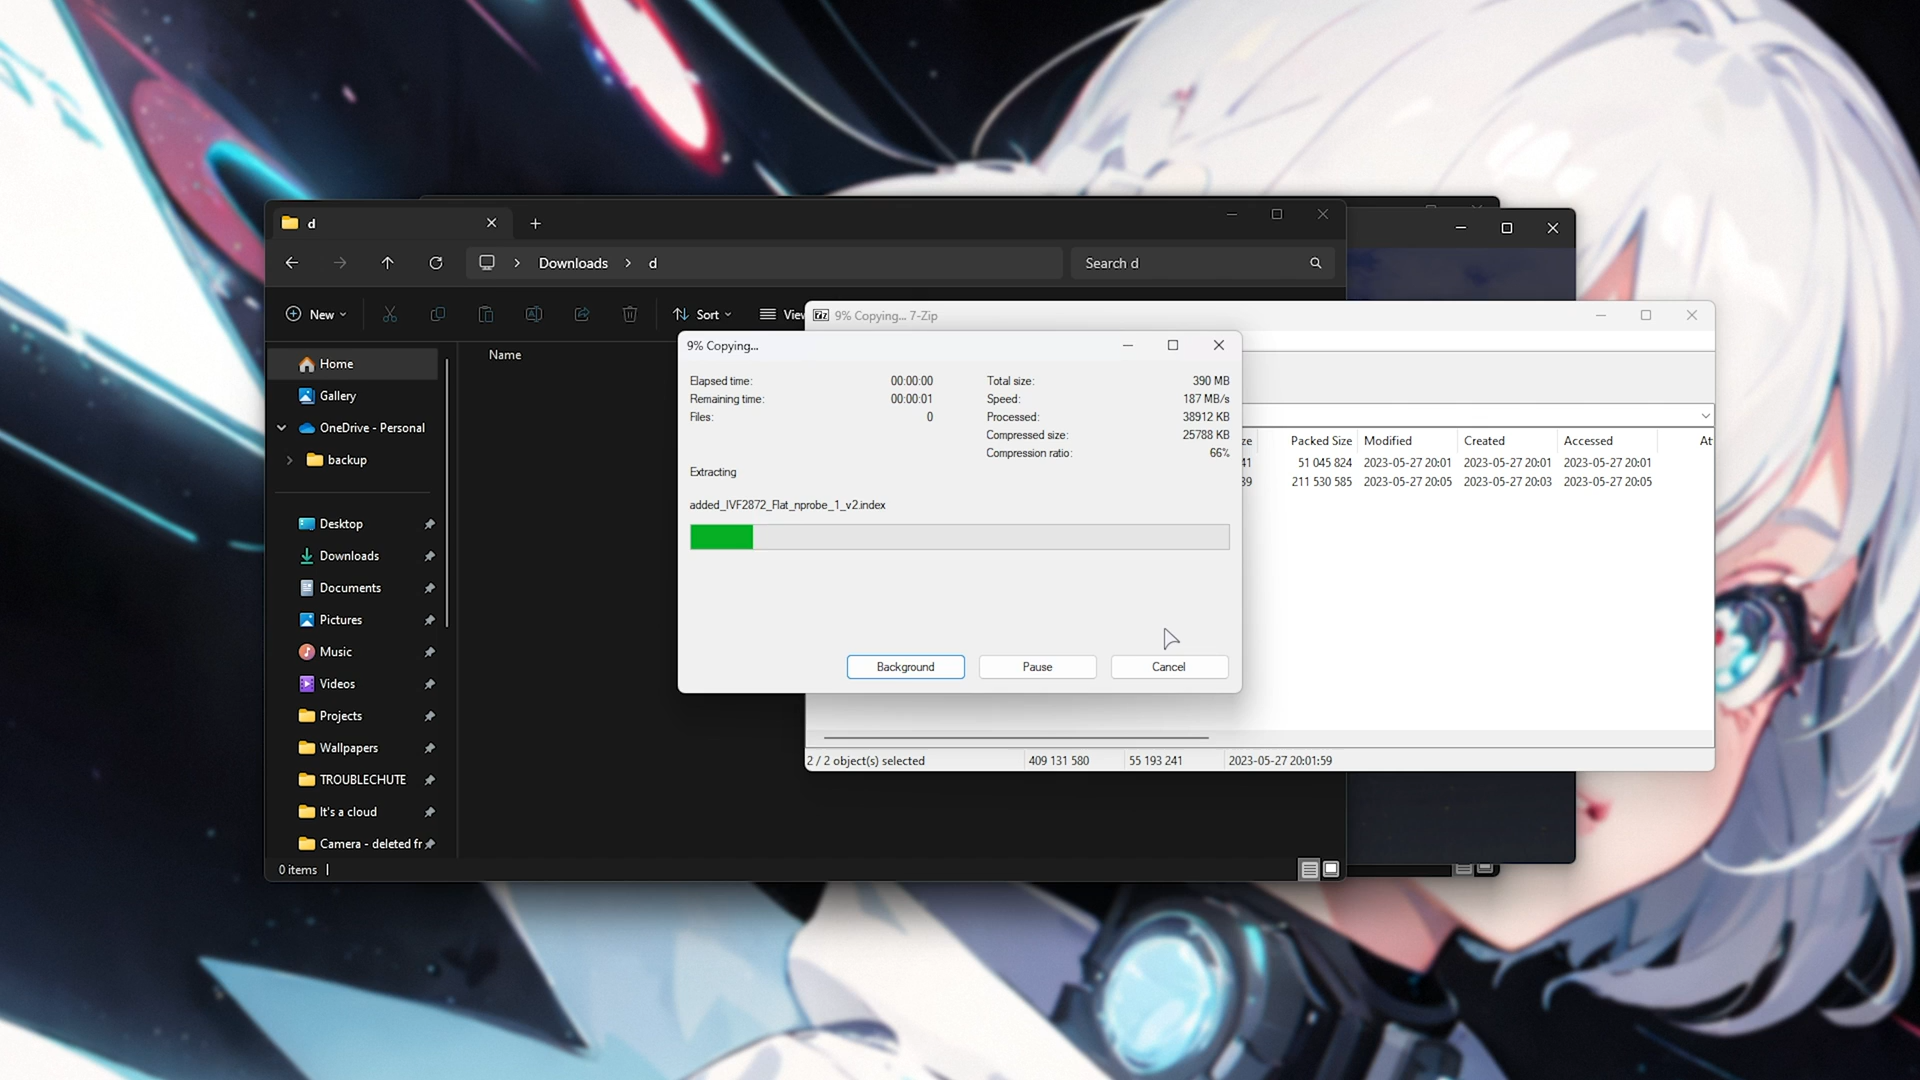 d
Downloads
d
Search d
New
Sort
View
9% Copying... 7-Zip
9% Copying...
Elapsed time: 00:00:00
Remaining time: 00:00:01
Files: 0
Total size: 390 MB
Speed: 187 MB/s
Processed: 38912 KB
Compressed size: 25788 KB
Compression ratio: 66%
Extracting
added_IVF2872_Flat_nprobe_1_v2.index
Background
Pause
Cancel
Name
Home
Gallery
OneDrive - Personal
backup
Desktop
Downloads
Documents
Pictures
Music
Videos
Projects
Wallpapers
TROUBLECHUTE
It's a cloud
Camera - deleted fr
0 items
ze Packed Size Modified Created Accessed At
41 51 045 824 2023-05-27 20:01 2023-05-27 20:01 2023-05-27 20:01
39 211 530 585 2023-05-27 20:05 2023-05-27 20:03 2023-05-27 20:05
2 / 2 object(s) selected 409 131 580 55 193 241 2023-05-27 20:01:59